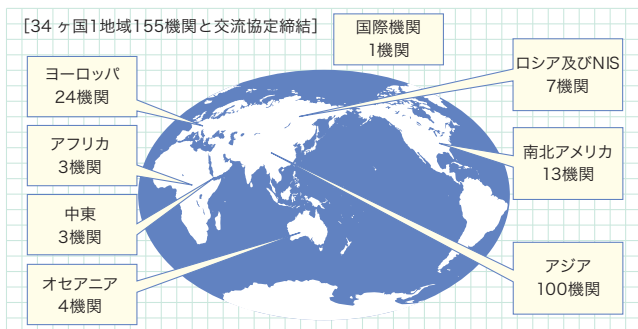 [34 ヶ国1地域155機関と交流協定締結]
国際機関
1機関
ロシア及びNIS
7機関
ヨーロッパ
24機関
アフリカ
3機関
南北アメリカ
13機関
中東
3機関
アジア
100機関
オセアニア
4機関